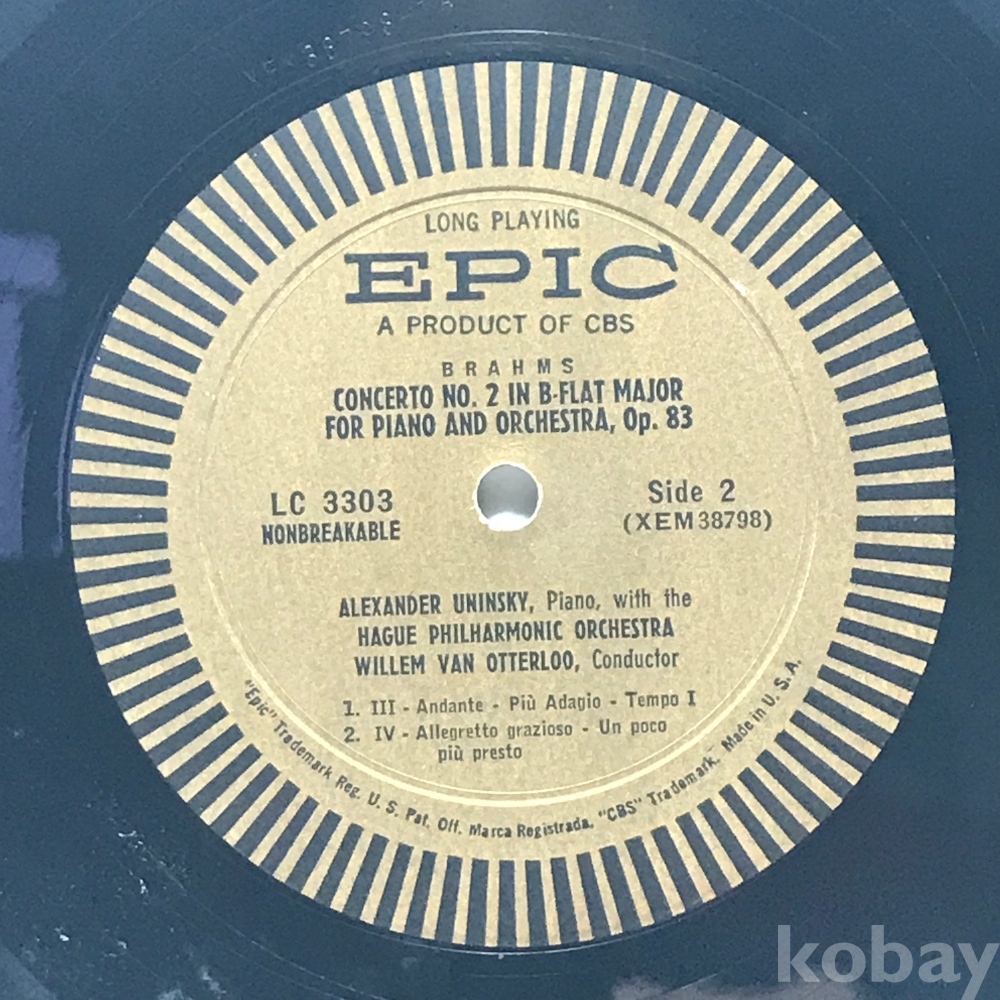 LONG PLAYING
EPIC
A PRODUCT OF CBS
BRAHMS
CONCERTO NO. 2 IN B-FLAT MAJOR
FOR PIANO AND ORCHESTRA, Op. 83
LC 3303
NONBREAKABLE
Side 2
(XEM38798)
ALEXANDER UNINSKY, Piano, with the
HAGUE PHILHARMONIC ORCHESTRA
WILLEM VAN OTTERLOO, Conductor
1. III - Andante - Più Adagio - Tempo I
2. IV - Allegretto grazioso - Un poco
più presto
"Epic" Trademark Reg. U. S. Pat. Off. Marca Registrada. "CBS" Trademark. Made in U. S. A.
kobay